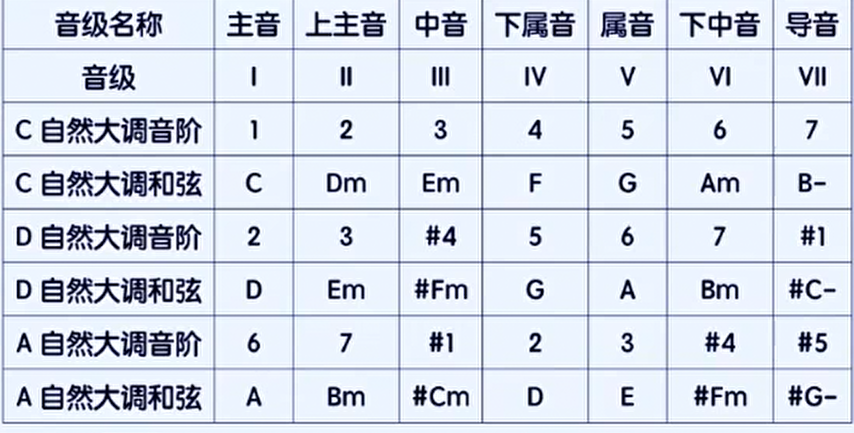 音级名称 主音 上主音 中音 下属音 属音 下中音 导音
音级 I II III IV V VI VII
C 自然大调音阶 1 2 3 4 5 6 7
C 自然大调和弦 C Dm Em F G Am B-
D 自然大调音阶 2 3 #4 5 6 7 #1
D 自然大调和弦 D Em #Fm G A Bm #C-
A 自然大调音阶 6 7 #1 2 3 #4 #5
A 自然大调和弦 A Bm #Cm D E #Fm #G-